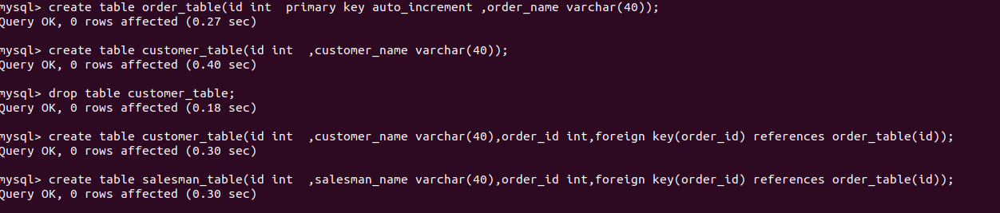 mysql> create table order_table(id int  primary key auto_increment ,order_name varchar(40));
Query OK, 0 rows affected (0.27 sec)
mysql> create table customer_table(id int  ,customer_name varchar(40));
Query OK, 0 rows affected (0.40 sec)
mysql> drop table customer_table;
Query OK, 0 rows affected (0.18 sec)
mysql> create table customer_table(id int  ,customer_name varchar(40),order_id int,foreign key(order_id) references order_table(id));
Query OK, 0 rows affected (0.30 sec)
mysql> create table salesman_table(id int  ,salesman_name varchar(40),order_id int,foreign key(order_id) references order_table(id));
Query OK, 0 rows affected (0.30 sec)